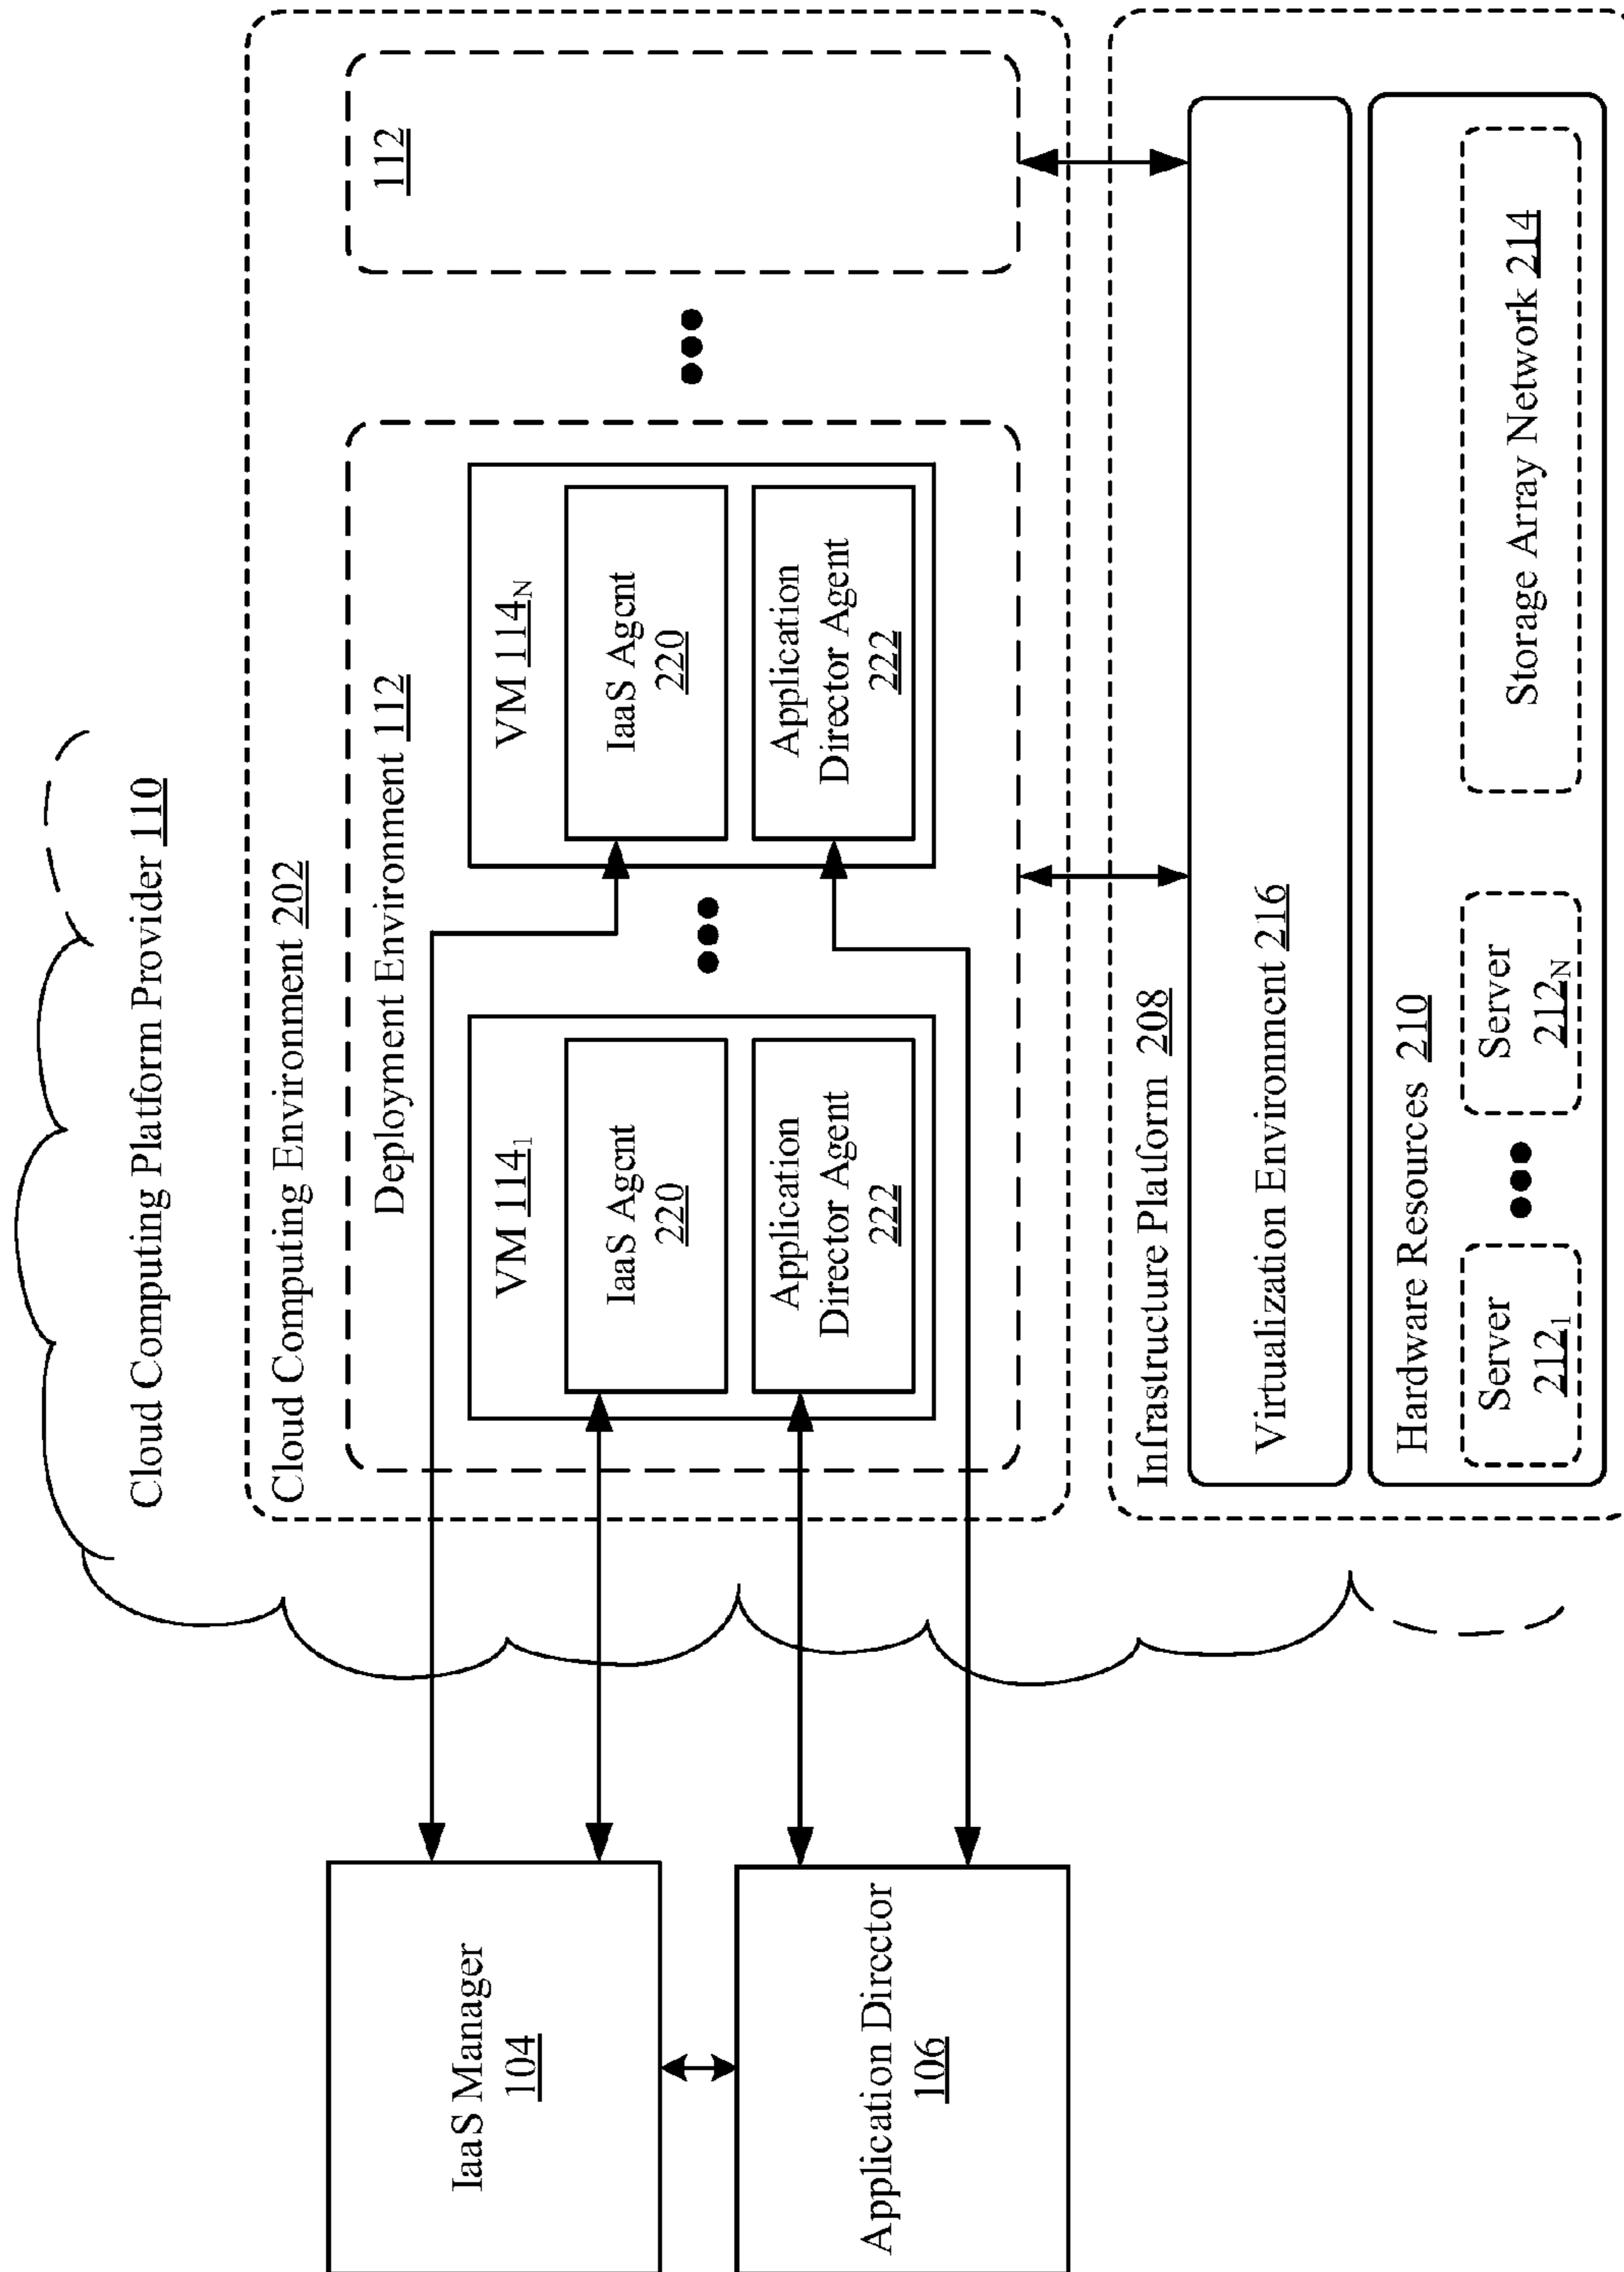 Cloud Computing Platform Provider 110
Cloud Computing Environment 202
Deployment Environment 112
VM 114₁
IaaS Agent
220
Application
Director Agent
222
VM 114N
IaaS Agent
220
Application
Director Agent
222
112
IaaS Manager
104
Application Director
106
Infrastructure Platform 208
Virtualization Environment 216
Hardware Resources 210
Server
212₁
Server
212N
Storage Array Network 214